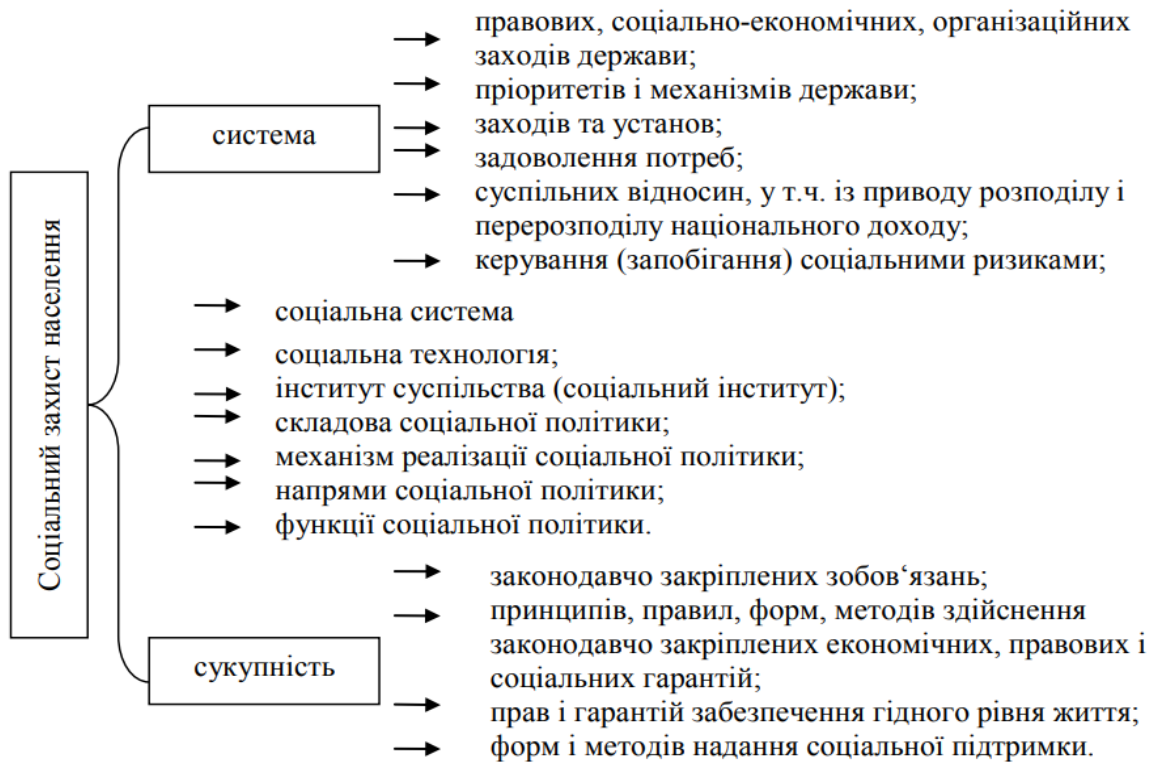 Соціальний захист населення
система
правових, соціально-економічних, організаційних
заходів держави;
пріоритетів і механізмів держави;
заходів та установ;
задоволення потреб;
суспільних відносин, у т.ч. із приводу розподілу і
перерозподілу національного доходу;
керування (запобігання) соціальними ризиками;
соціальна система
соціальна технологія;
інститут суспільства (соціальний інститут);
складова соціальної політики;
механізм реалізації соціальної політики;
напрями соціальної політики;
функції соціальної політики.
сукупність
законодавчо закріплених зобов‘язань;
принципів, правил, форм, методів здійснення
законодавчо закріплених економічних, правових і
соціальних гарантій;
прав і гарантій забезпечення гідного рівня життя;
форм і методів надання соціальної підтримки.